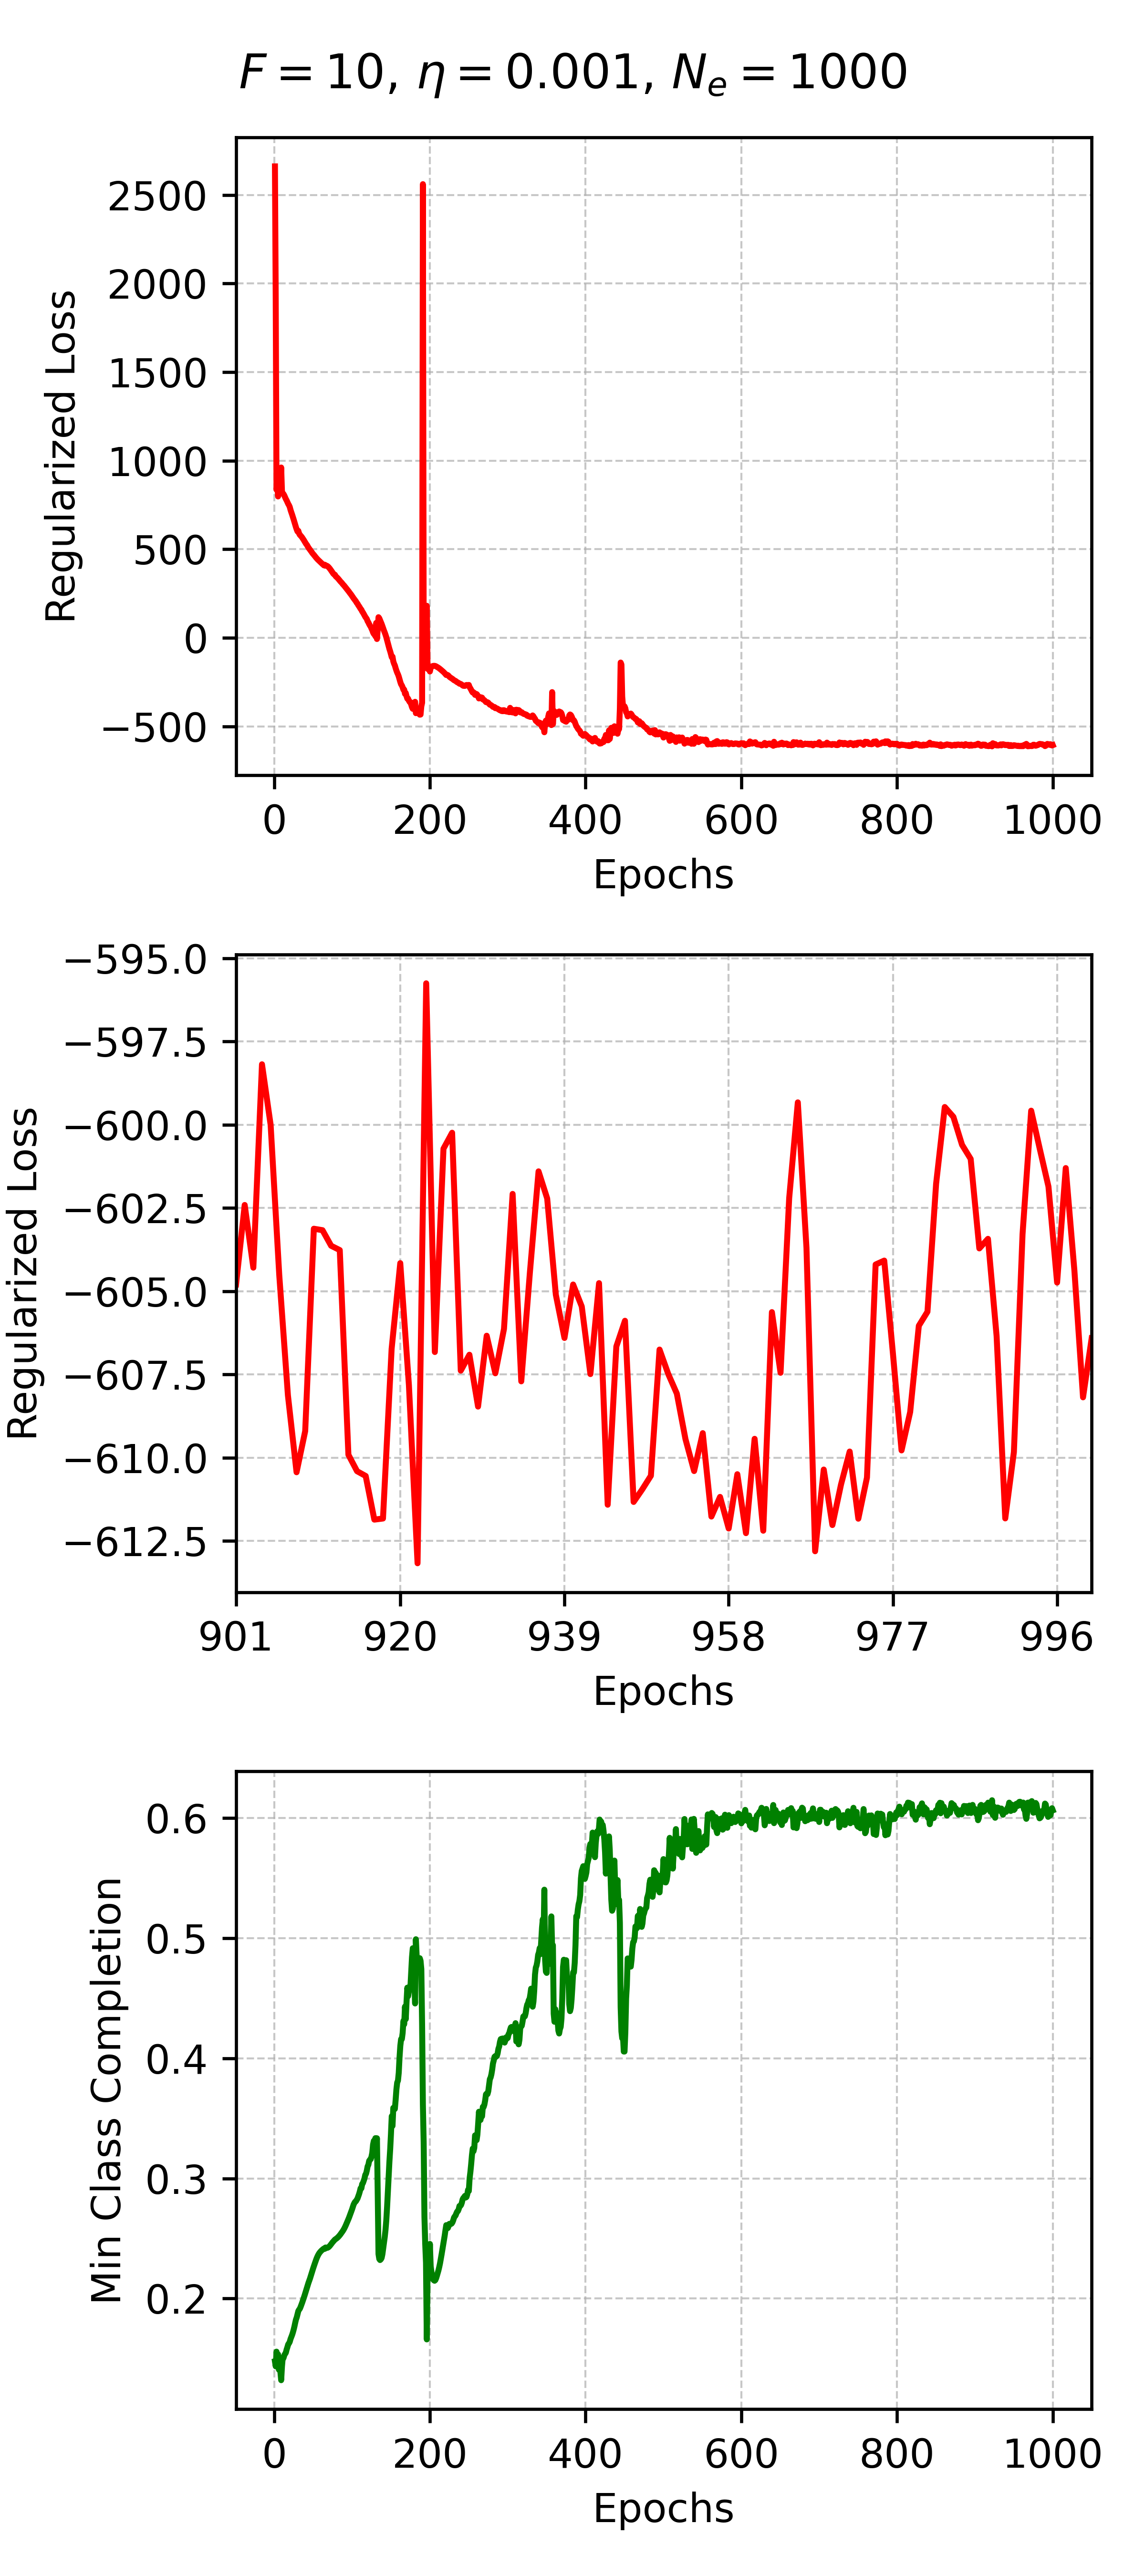 F = 10, η = 0.001, Nₑ = 1000
2500
2000
1500
1000
500
0
−500
Regularized Loss
0 200 400 600 800 1000
Epochs
−595.0
−597.5
−600.0
−602.5
−605.0
−607.5
−610.0
−612.5
Regularized Loss
901 920 939 958 977 996
Epochs
0.6
0.5
0.4
0.3
0.2
Min Class Completion
0 200 400 600 800 1000
Epochs